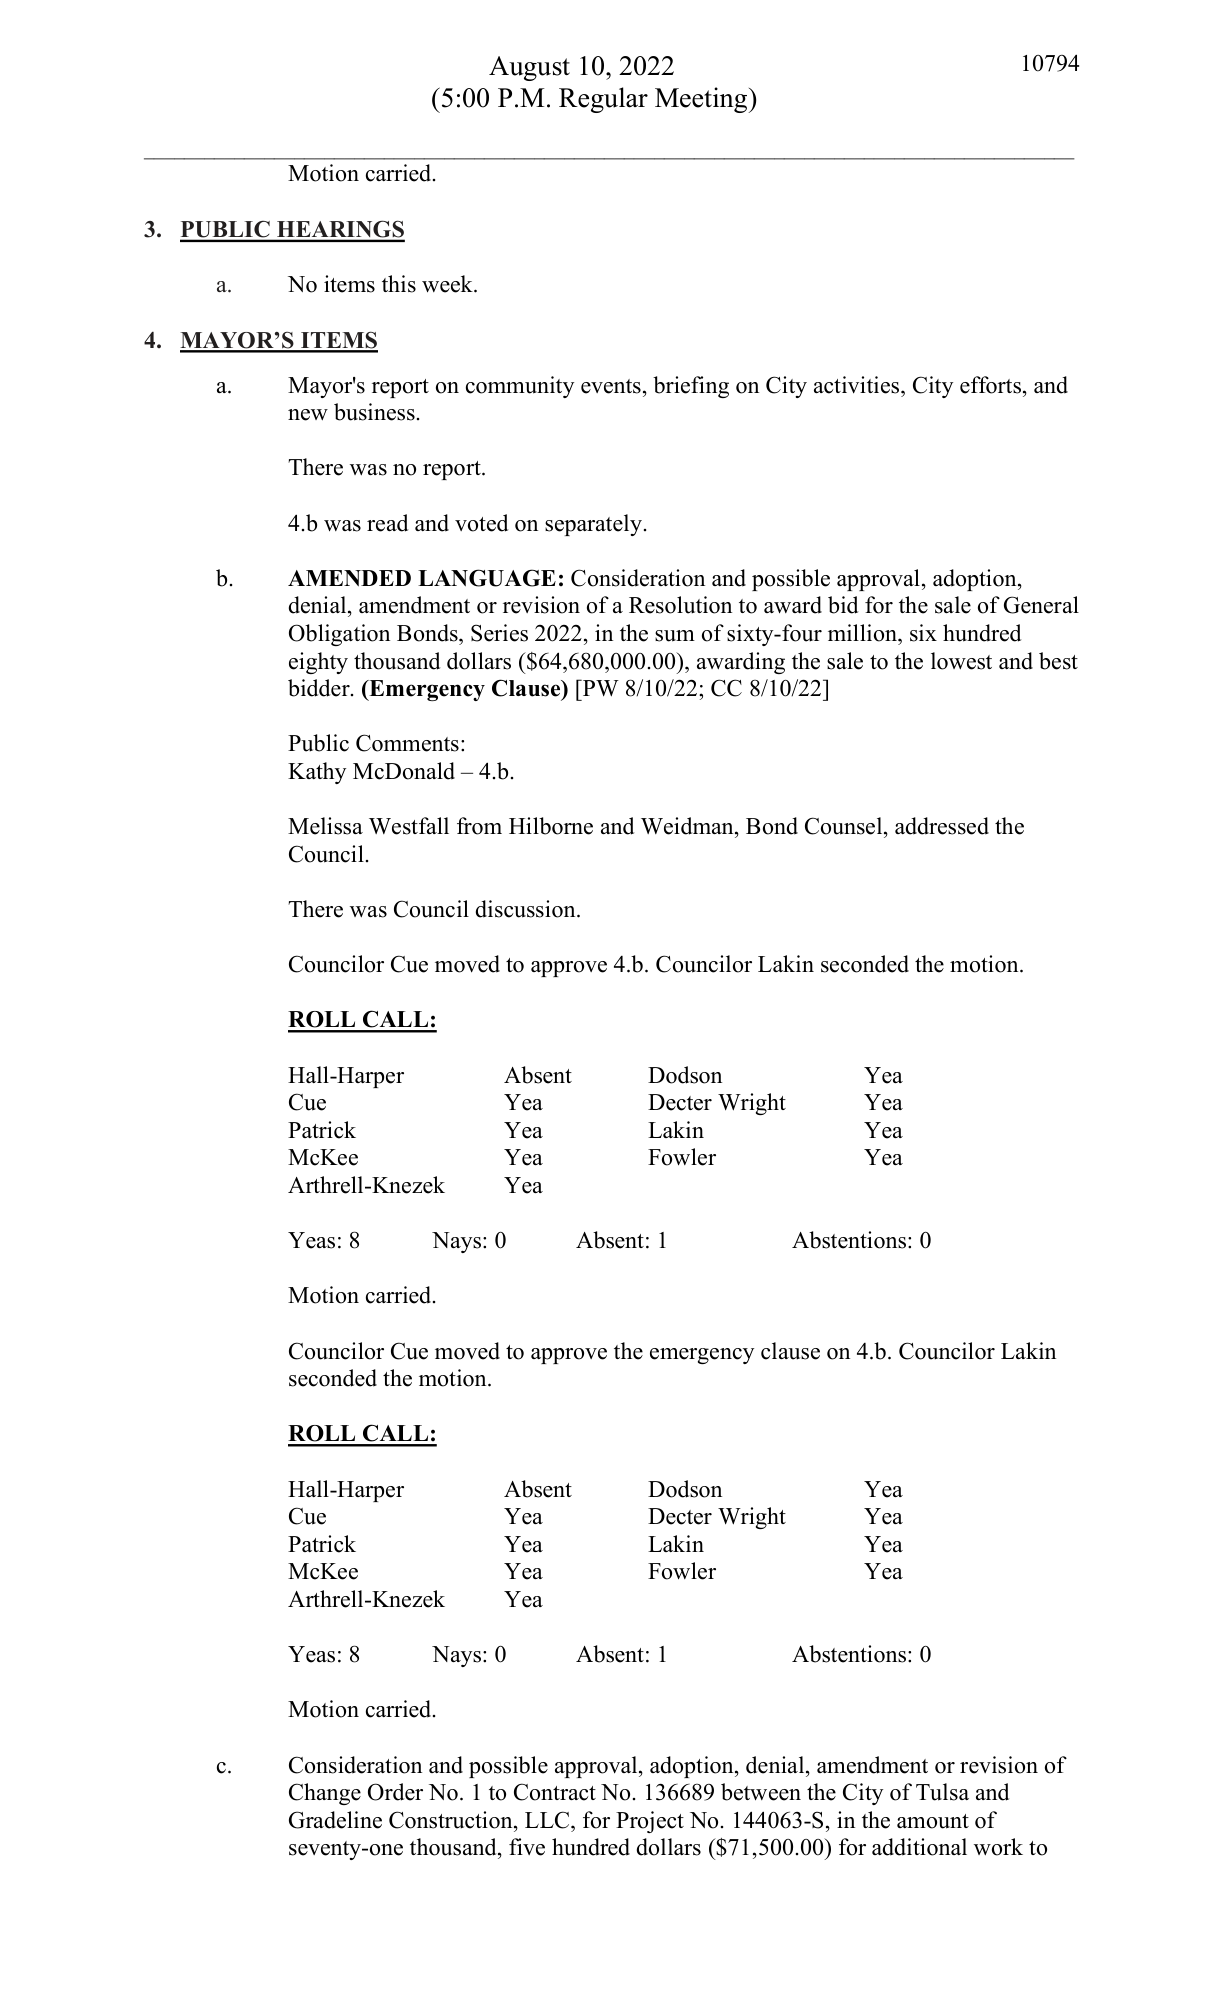 August 10, 2022 10794
(5:00 P.M. Regular Meeting)
Motion carried.
3. PUBLIC HEARINGS
a. No items this week.
4. MAYOR’S ITEMS
a. Mayor's report on community events, briefing on City activities, City efforts, and
new business.
There was no report.
4.b was read and voted on separately.
b. AMENDED LANGUAGE: Consideration and possible approval, adoption,
denial, amendment or revision of a Resolution to award bid for the sale of General
Obligation Bonds, Series 2022, in the sum of sixty-four million, six hundred
eighty thousand dollars ($64,680,000.00), awarding the sale to the lowest and best
bidder. (Emergency Clause) [PW 8/10/22; CC 8/10/22]
Public Comments:
Kathy McDonald – 4.b.
Melissa Westfall from Hilborne and Weidman, Bond Counsel, addressed the
Council.
There was Council discussion.
Councilor Cue moved to approve 4.b. Councilor Lakin seconded the motion.
ROLL CALL:
Hall-Harper Absent Dodson Yea
Cue Yea Decter Wright Yea
Patrick Yea Lakin Yea
McKee Yea Fowler Yea
Arthrell-Knezek Yea
Yeas: 8 Nays: 0 Absent: 1 Abstentions: 0
Motion carried.
Councilor Cue moved to approve the emergency clause on 4.b. Councilor Lakin
seconded the motion.
ROLL CALL:
Hall-Harper Absent Dodson Yea
Cue Yea Decter Wright Yea
Patrick Yea Lakin Yea
McKee Yea Fowler Yea
Arthrell-Knezek Yea
Yeas: 8 Nays: 0 Absent: 1 Abstentions: 0
Motion carried.
c. Consideration and possible approval, adoption, denial, amendment or revision of
Change Order No. 1 to Contract No. 136689 between the City of Tulsa and
Gradeline Construction, LLC, for Project No. 144063-S, in the amount of
seventy-one thousand, five hundred dollars ($71,500.00) for additional work to